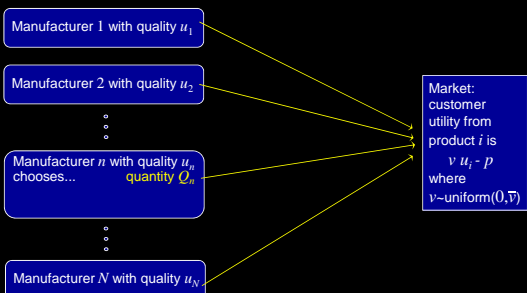 Manufacturer 1 with quality u₁
Manufacturer 2 with quality u₂
Manufacturer n with quality uₙ
chooses... quantity Qₙ
Manufacturer N with quality u_N
Market:
customer
utility from
product i is
v uᵢ - p
where
v~uniform(0,v̅)